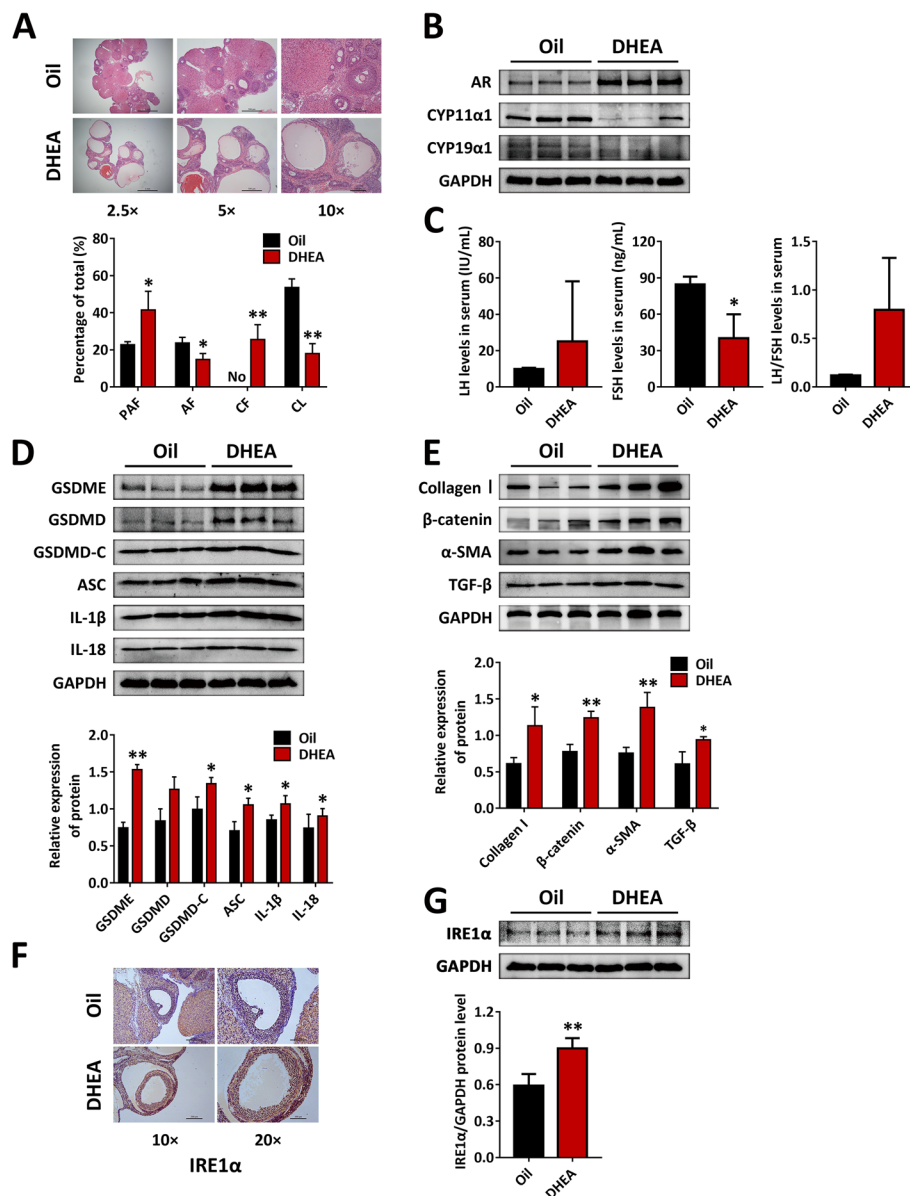 A
Oil
DHEA
2.5× 5× 10×
Percentage of total (%)
80
60
40
20
0
Oil
DHEA
* * ** **
No
PAF AF CF CL
B
Oil DHEA
AR
CYP11α1
CYP19α1
GAPDH
C
LH levels in serum (IU/mL)
80
60
40
20
0
Oil DHEA
FSH levels in serum (ng/mL)
120
90
60
30
0
*
Oil DHEA
LH/FSH levels in serum
1.5
1.0
0.5
0.0
Oil DHEA
D
Oil DHEA
GSDME
GSDMD
GSDMD-C
ASC
IL-1β
IL-18
GAPDH
Relative expression
of protein
2.0
1.5
1.0
0.5
0.0
Oil
DHEA
** * * * *
GSDME GSDMD GSDMD-C ASC IL-1β IL-18
E
Oil DHEA
Collagen I
β-catenin
α-SMA
TGF-β
GAPDH
Relative expression
of protein
2.0
1.5
1.0
0.5
0.0
Oil
DHEA
* ** ** *
Collagen I β-catenin α-SMA TGF-β
F
Oil
DHEA
10× 20×
IRE1α
G
Oil DHEA
IRE1α
GAPDH
IRE1α/GAPDH protein level
1.2
0.9
0.6
0.3
0.0
**
Oil DHEA